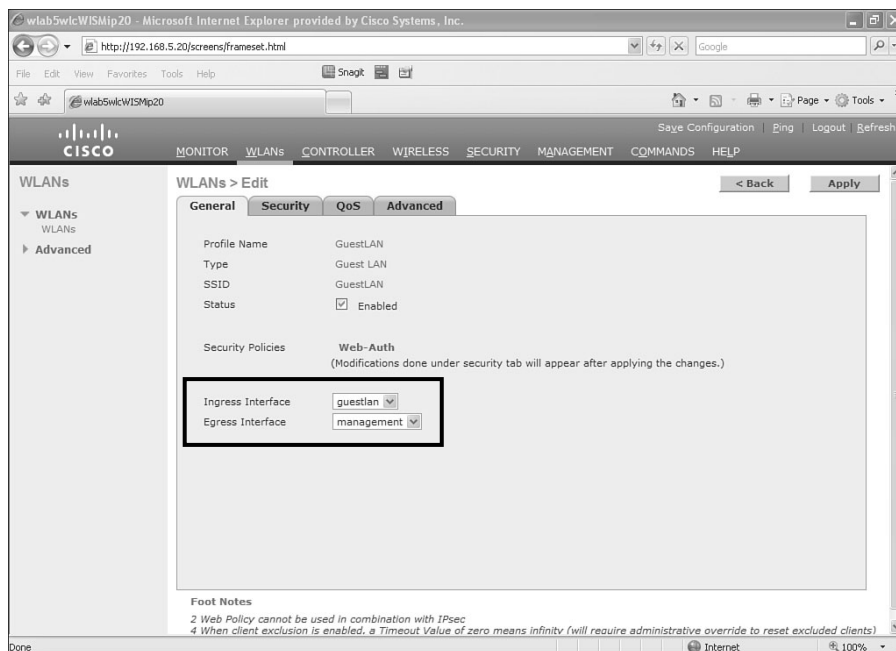 wlab5wlcWISMip20 - Microsoft Internet Explorer provided by Cisco Systems, Inc.
http://192.168.5.20/screens/frameset.html
Google
File Edit View Favorites Tools Help
Snagit
wlab5wlcWISMip20
Page Tools
Save Configuration | Ping | Logout | Refresh
CISCO
MONITOR WLANs CONTROLLER WIRELESS SECURITY MANAGEMENT COMMANDS HELP
WLANs
WLANs
WLANs
Advanced
WLANs > Edit
< Back
Apply
General Security QoS Advanced
Profile Name GuestLAN
Type Guest LAN
SSID GuestLAN
Status Enabled
Security Policies Web-Auth
(Modifications done under security tab will appear after applying the changes.)
Ingress Interface guestlan
Egress Interface management
Foot Notes
2 Web Policy cannot be used in combination with IPsec
4 When client exclusion is enabled, a Timeout Value of zero means infinity (will require administrative override to reset excluded clients)
Done
Internet
100%